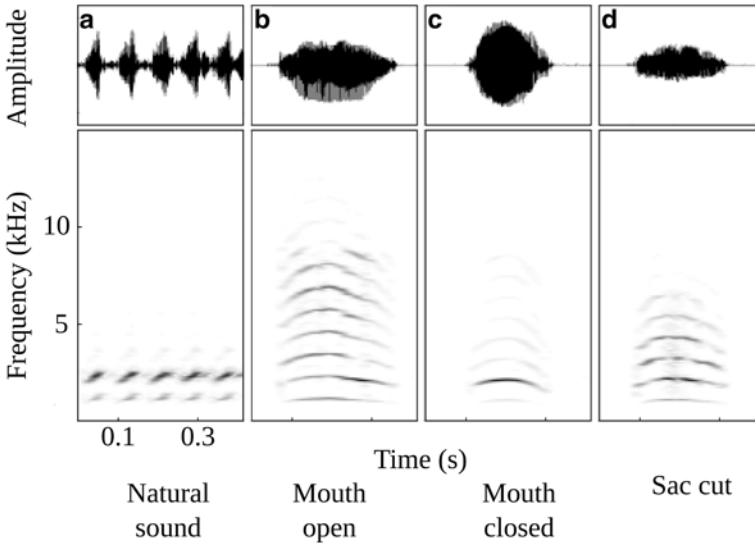 a b c d
Amplitude
Frequency (kHz)
10
5
0.1 0.3
Time (s)
Natural sound
Mouth open
Mouth closed
Sac cut